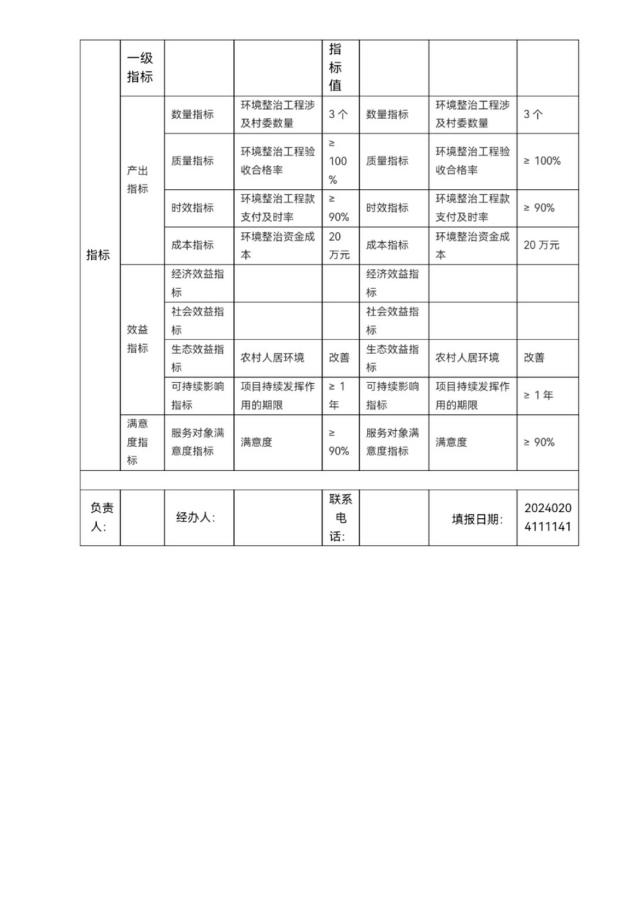 一级
指标
指
标
值
指标
产出
指标
数量指标
环境整治工程涉
及村委数量
3 个
数量指标
环境整治工程涉
及村委数量
3 个
质量指标
环境整治工程验
收合格率
≥
100
%
质量指标
环境整治工程验
收合格率
≥ 100%
时效指标
环境整治工程款
支付及时率
≥
90%
时效指标
环境整治工程款
支付及时率
≥ 90%
成本指标
环境整治资金成
本
20
万元
成本指标
环境整治资金成
本
20 万元
效益
指标
经济效益指
标
经济效益指
标
社会效益指
标
社会效益指
标
生态效益指
标
农村人居环境
改善
生态效益指
标
农村人居环境
改善
可持续影响
指标
项目持续发挥作
用的期限
≥ 1
年
可持续影响
指标
项目持续发挥作
用的期限
≥ 1 年
满意
度指
标
服务对象满
意度指标
满意度
≥
90%
服务对象满
意度指标
满意度
≥ 90%
负责
人：
经办人：
联系
电
话：
填报日期：
2024020
4111141